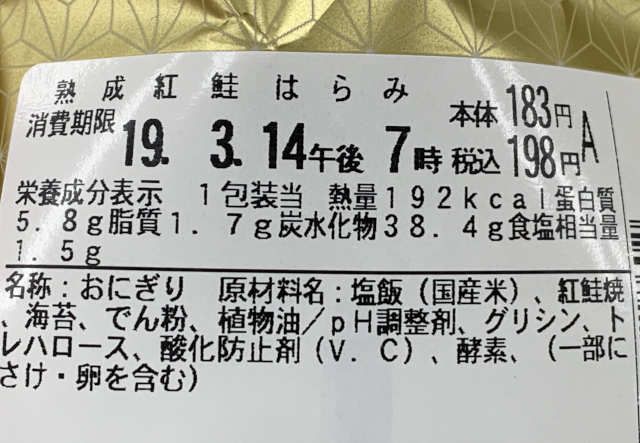 熟成紅鮭はらみ
消費期限 19. 3. 14午後 7時
本体183円
税込198円
A
栄養成分表示 1包装当 熱量192kcal蛋白質
5.8g脂質1.7g炭水化物38.4g食塩相当量
1.5g
名称：おにぎり 原材料名：塩飯（国産米）、紅鮭焼
、海苔、でん粉、植物油／pH調整剤、グリシン、ト
レハロース、酸化防止剤（V.C）、酵素、（一部に
さけ・卵を含む）